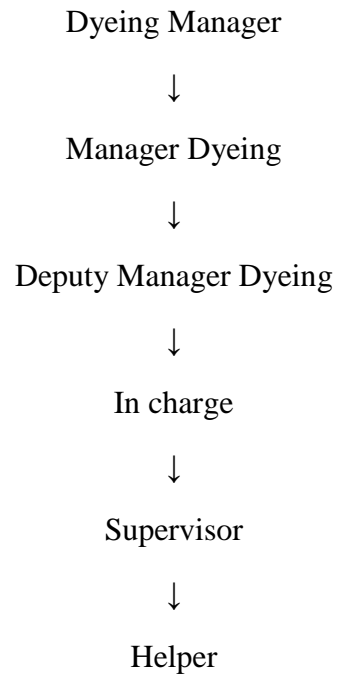 Dyeing Manager
↓
Manager Dyeing
↓
Deputy Manager Dyeing
↓
In charge
↓
Supervisor
↓
Helper